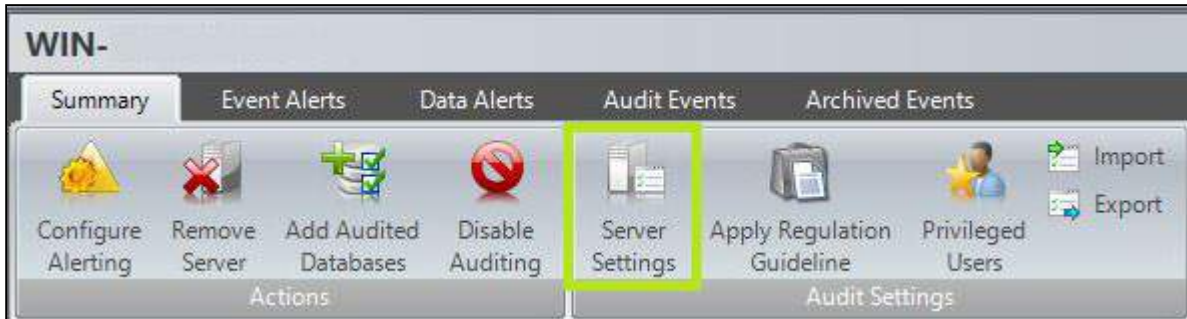 WIN-
Summary Event Alerts Data Alerts Audit Events Archived Events
Configure Alerting
Remove Server
Add Audited Databases
Disable Auditing
Server Settings
Apply Regulation Guideline
Privileged Users
Import
Export
Actions
Audit Settings